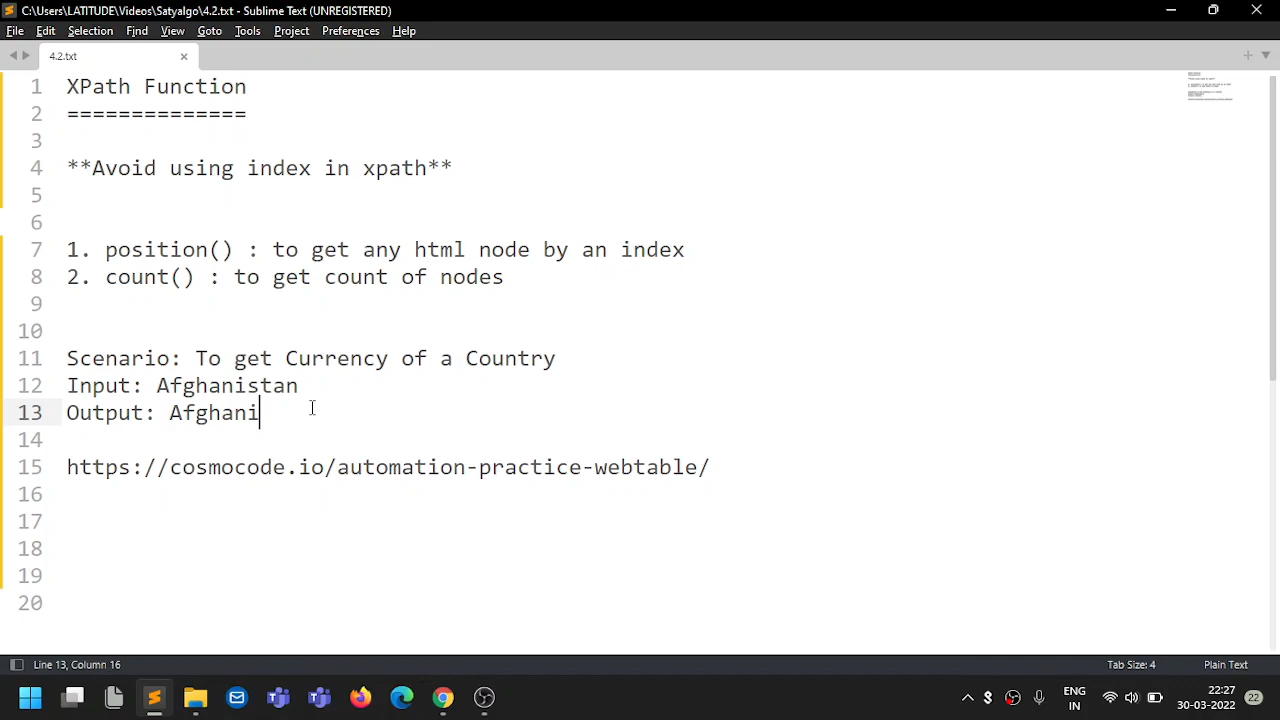 C:\Users\LATITUDE\Videos\Satyalgo\4.2.txt - Sublime Text (UNREGISTERED)
File Edit Selection Find View Goto Tools Project Preferences Help
4.2.txt
1 XPath Function
2 ==============
3
4 **Avoid using index in xpath**
5
6
7 1. position() : to get any html node by an index
8 2. count() : to get count of nodes
9
10
11 Scenario: To get Currency of a Country
12 Input: Afghanistan
13 Output: Afghani
14
15 https://cosmocode.io/automation-practice-webtable/
16
17
18
19
20
Line 13, Column 16 Tab Size: 4 Plain Text
ENG
IN
22:27
30-03-2022
22